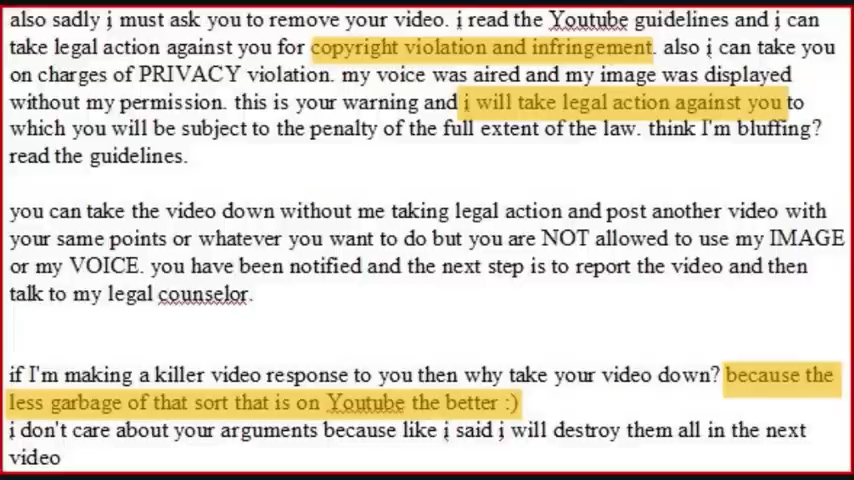 also sadly i must ask you to remove your video. i read the Youtube guidelines and i can
take legal action against you for copyright violation and infringement. also i can take you
on charges of PRIVACY violation. my voice was aired and my image was displayed
without my permission. this is your warning and i will take legal action against you to
which you will be subject to the penalty of the full extent of the law. think I'm bluffing?
read the guidelines.
you can take the video down without me taking legal action and post another video with
your same points or whatever you want to do but you are NOT allowed to use my IMAGE
or my VOICE. you have been notified and the next step is to report the video and then
talk to my legal counselor.
if I'm making a killer video response to you then why take your video down? because the
less garbage of that sort that is on Youtube the better :)
i don't care about your arguments because like i said i will destroy them all in the next
video